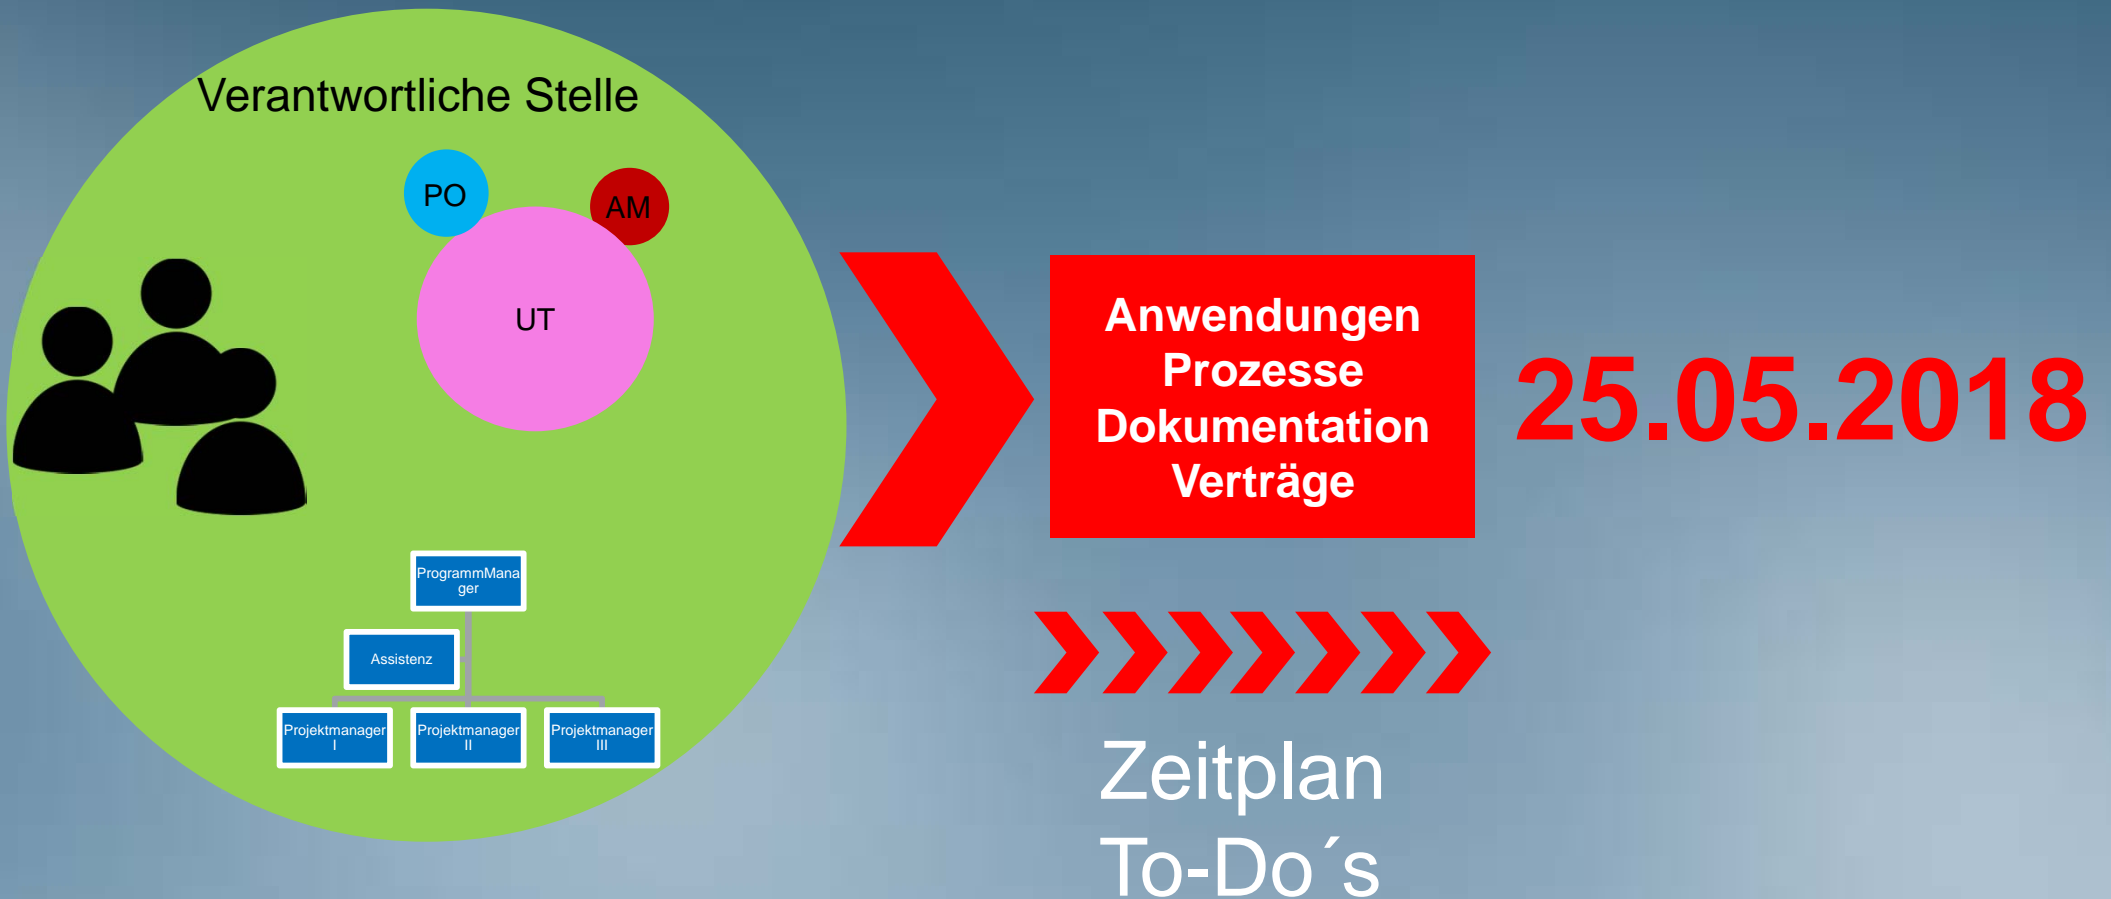 Verantwortliche Stelle
PO
AM
UT
ProgrammMana
ger
Assistenz
Projektmanager
I
Projektmanager
II
Projektmanager
III
Anwendungen
Prozesse
Dokumentation
Verträge
25.05.2018
Zeitplan
To-Do´s